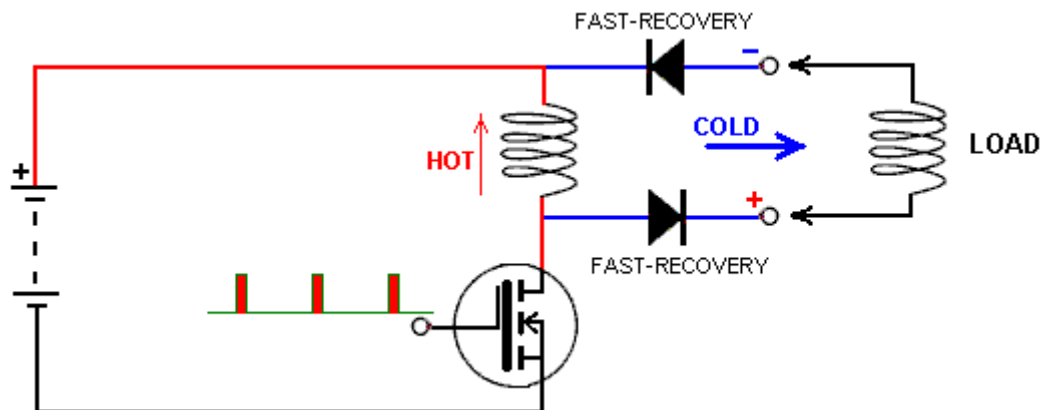 FAST-RECOVERY
−
COLD
HOT
LOAD
+
+
FAST-RECOVERY